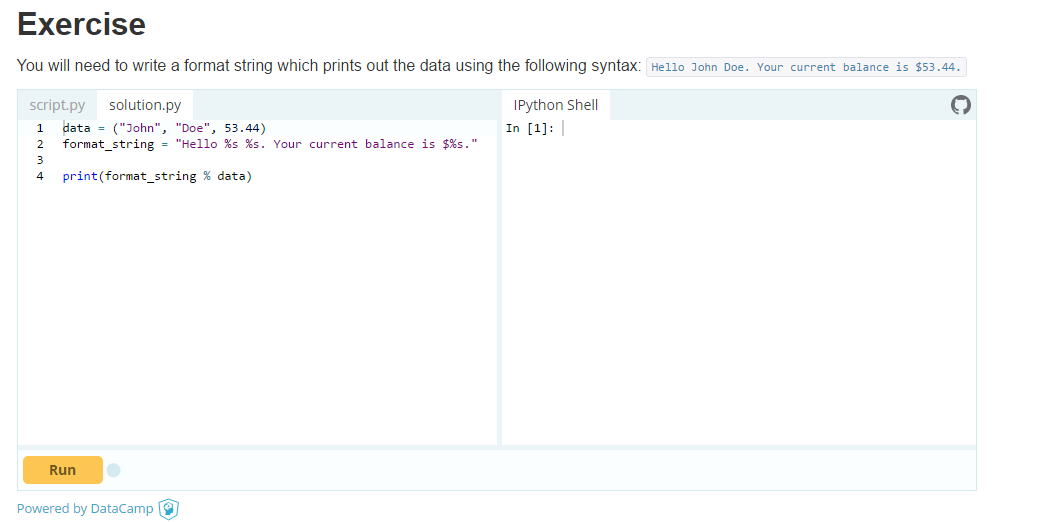 Exercise
You will need to write a format string which prints out the data using the following syntax: Hello John Doe. Your current balance is $53.44.
script.py solution.py IPython Shell
1 data = ("John", "Doe", 53.44)
2 format_string = "Hello %s %s. Your current balance is $%s."
3
4 print(format_string % data)
In [1]:
Run
Powered by DataCamp